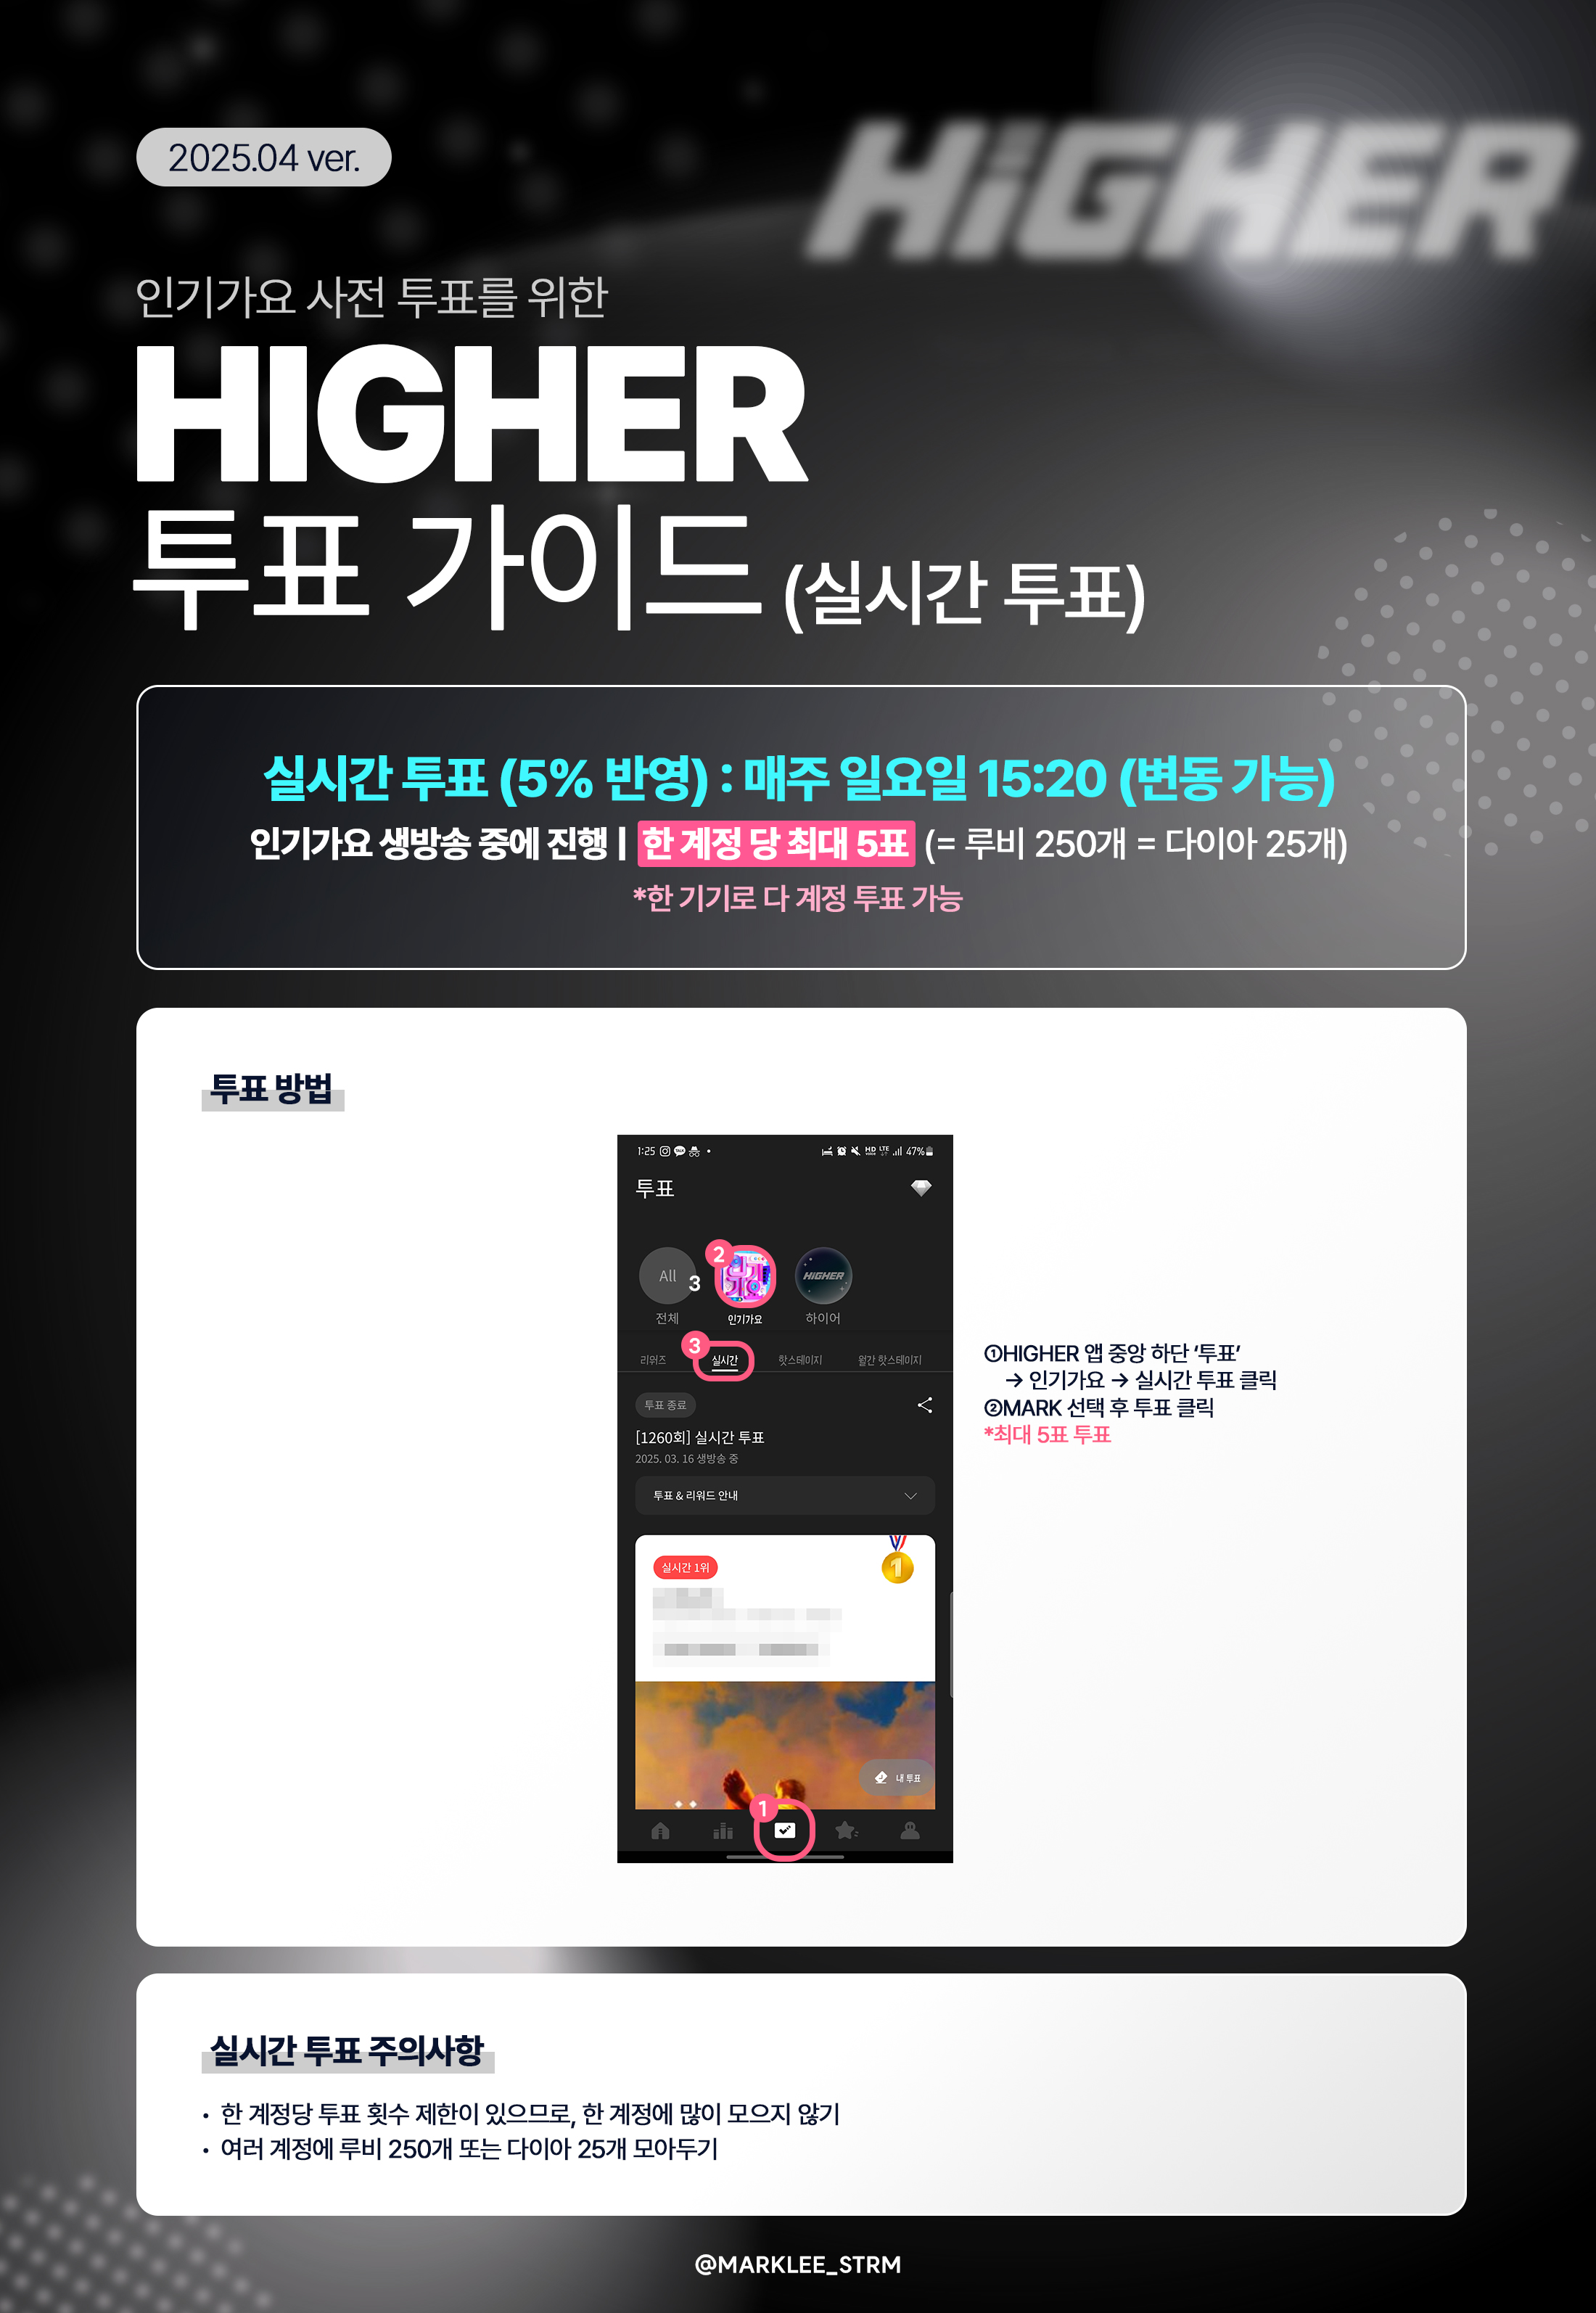 2025.04 ver.
HiGHER
인기가요 사전 투표를 위한
HIGHER
투표 가이드 (실시간 투표)
실시간 투표 (5% 반영) : 매주 일요일 15:20 (변동 가능)
인기가요 생방송 중에 진행 | 한 계정 당 최대 5표 (= 루비 250개 = 다이아 25개)
*한 기기로 다 계정 투표 가능
투표 방법
1:25 HD LTE 47%
투표
All 3 2 인기가요 HiGHER
전체 인기가요 하이어
3
리위즈 실시간 핫스테이지 월간 핫스테이지
투표 종료
[1260회] 실시간 투표
2025. 03. 16 생방송 중
투표 & 리워드 안내
실시간 1위 1
내 투표
1
①HIGHER 앱 중앙 하단 ‘투표’
→ 인기가요 → 실시간 투표 클릭
②MARK 선택 후 투표 클릭
*최대 5표 투표
실시간 투표 주의사항
• 한 계정당 투표 횟수 제한이 있으므로, 한 계정에 많이 모으지 않기
• 여러 계정에 루비 250개 또는 다이아 25개 모아두기
@MARKLEE_STRM